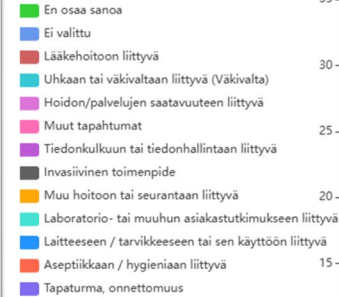 En osaa sanoa
Ei valittu
Lääkehoitoon liittyvä
Uhkaan tai väkivaltaan liittyvä (Väkivalta)
Hoidon/palvelujen saatavuuteen liittyvä
Muut tapahtumat
Tiedonkulkuun tai tiedonhallintaan liittyvä
Invasiivinen toimenpide
Muu hoitoon tai seurantaan liittyvä
Laboratorio- tai muuhun asiakastutkimukseen liittyvä
Laitteeseen / tarvikkeeseen tai sen käyttöön liittyvä
Aseptiikkaan / hygieniaan liittyvä
Tapaturma, onnettomuus
30
25
20
15